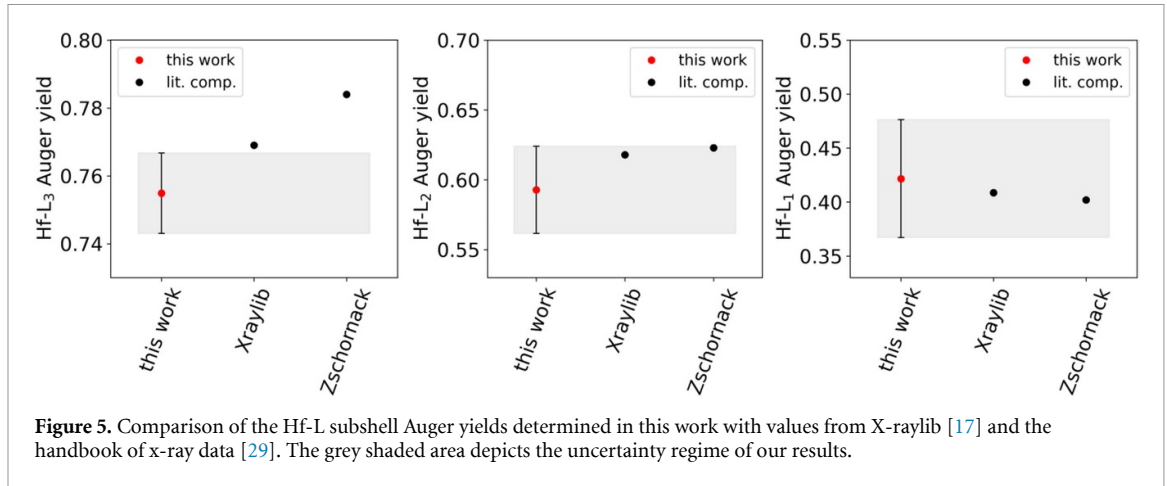 0.80
0.78
0.76
0.74
Hf-L3 Auger yield
this work
lit. comp.
this work
Xraylib
Zschornack
0.70
0.65
0.60
0.55
Hf-L2 Auger yield
this work
lit. comp.
this work
Xraylib
Zschornack
0.55
0.50
0.45
0.40
0.35
Hf-L1 Auger yield
this work
lit. comp.
this work
Xraylib
Zschornack
Figure 5. Comparison of the Hf-L subshell Auger yields determined in this work with values from X-raylib [17] and the
handbook of x-ray data [29]. The grey shaded area depicts the uncertainty regime of our results.